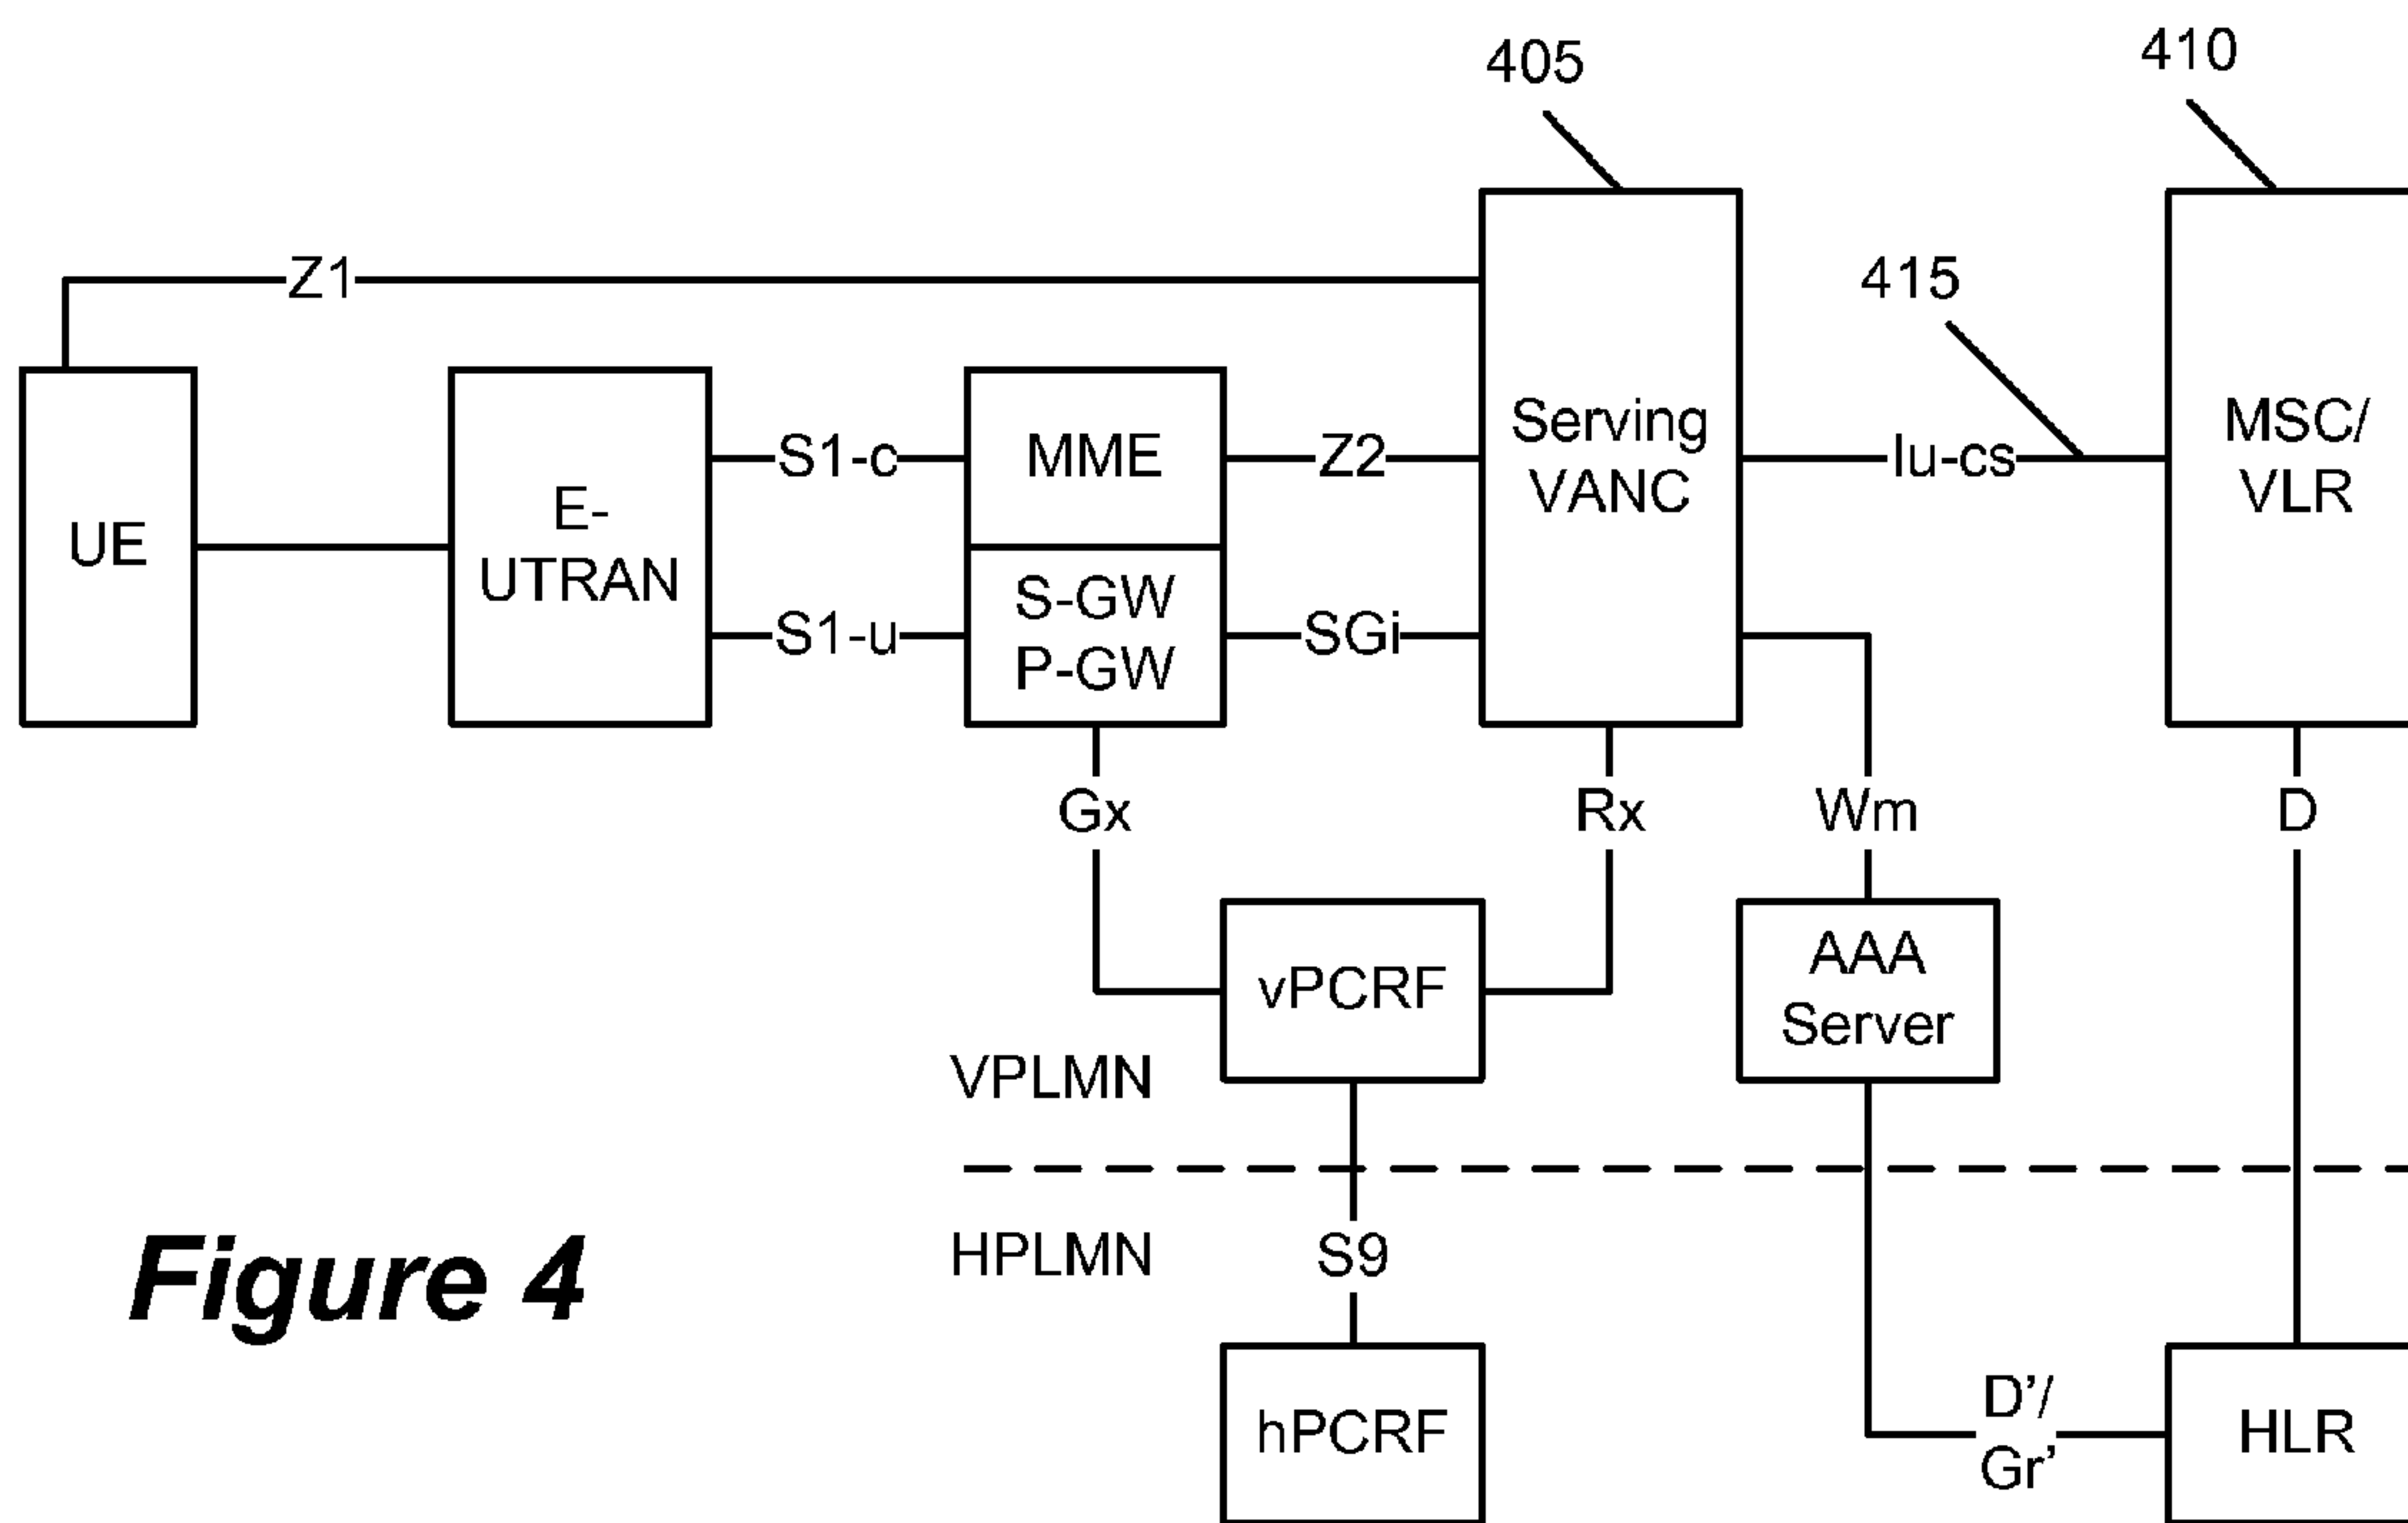 405
410
Z1
415
UE
E-
UTRAN
S1-c
S1-u
MME
S-GW
P-GW
Z2
SGi
Serving
VANC
Iu-cs
MSC/
VLR
Gx
Rx
Wm
D
vPCRF
AAA
Server
VPLMN
HPLMN
S9
hPCRF
D’/
Gr’
HLR
Figure 4